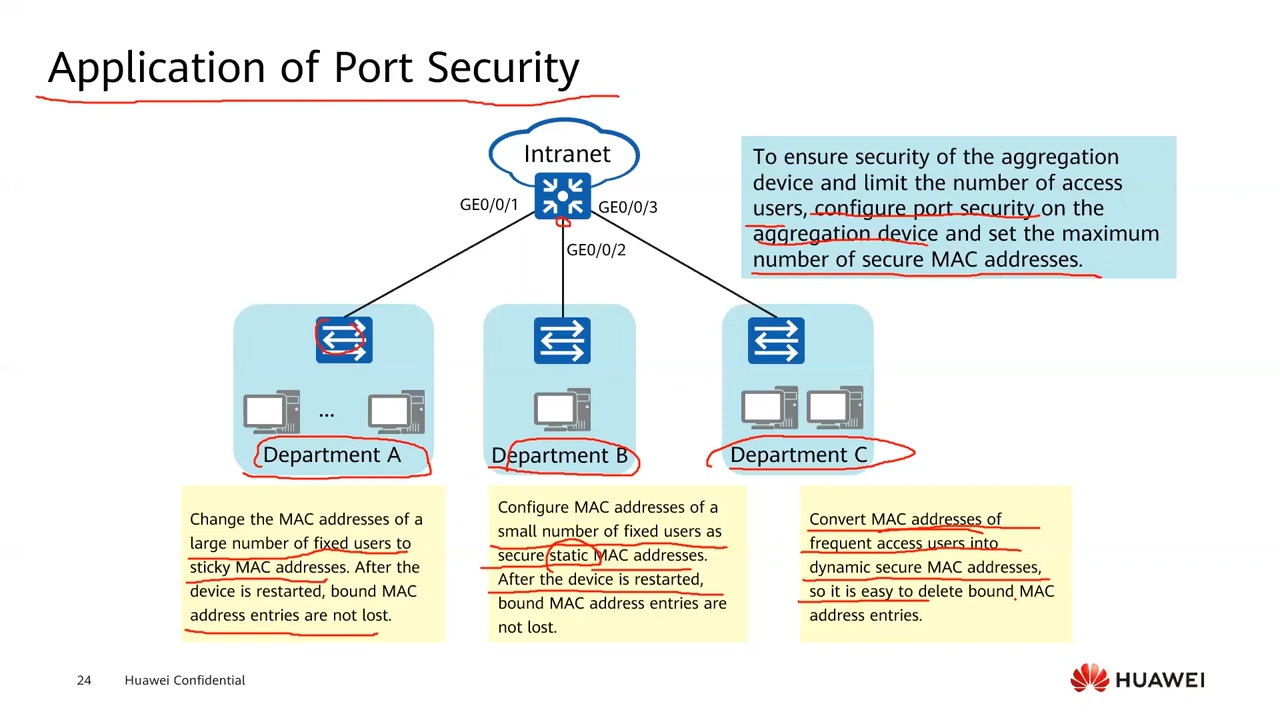 Application of Port Security
Intranet
GE0/0/1
GE0/0/3
GE0/0/2
To ensure security of the aggregation
device and limit the number of access
users, configure port security on the
aggregation device and set the maximum
number of secure MAC addresses.
...
Department A
Department B
Department C
Change the MAC addresses of a
large number of fixed users to
sticky MAC addresses. After the
device is restarted, bound MAC
address entries are not lost.
Configure MAC addresses of a
small number of fixed users as
secure static MAC addresses.
After the device is restarted,
bound MAC address entries are
not lost.
Convert MAC addresses of
frequent access users into
dynamic secure MAC addresses,
so it is easy to delete bound MAC
address entries.
24
Huawei Confidential
HUAWEI